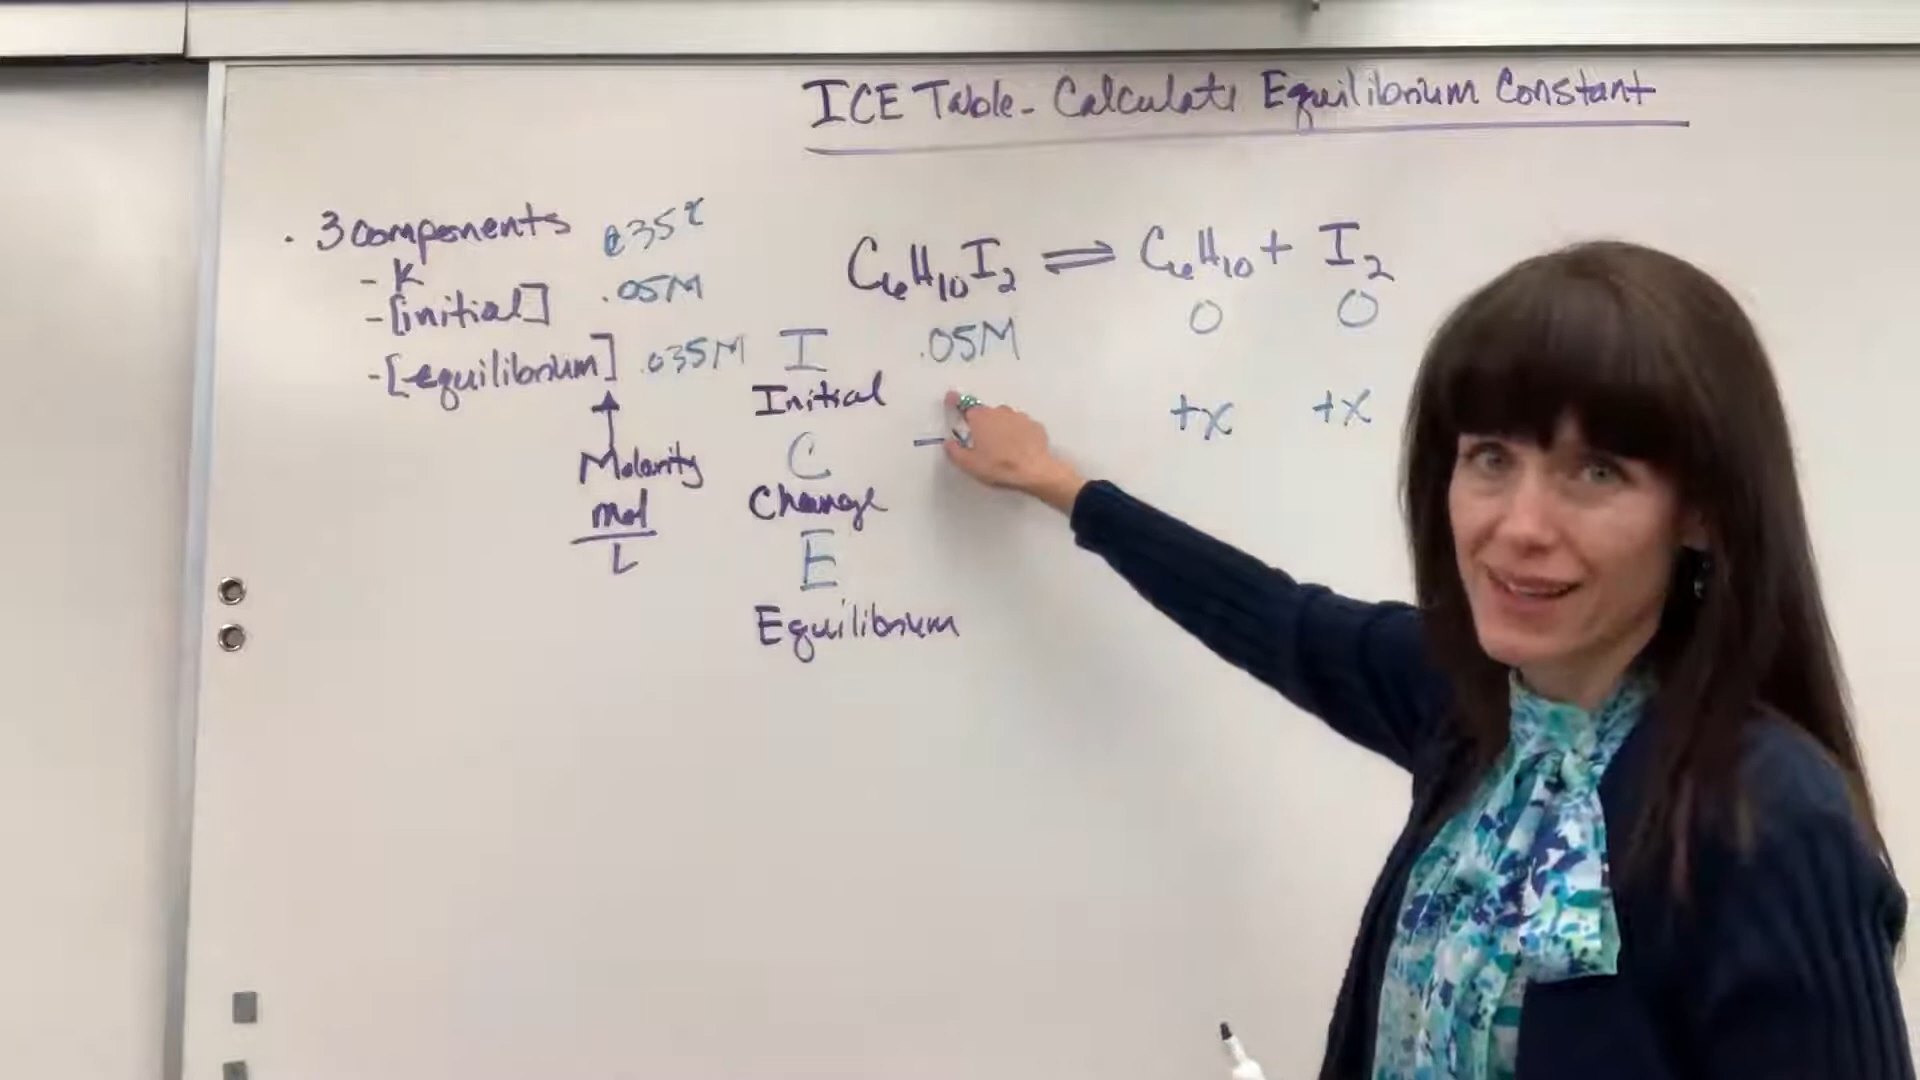 ICE Table - Calculate Equilibrium Constant
· 3 components
- K
- [initial] .05M
- [equilibrium] .035M
Molarity
mol
L
C6H10I2 ⇌ C6H10 + I2
I .05M 0 0
Initial
C +x +x
Change
E
Equilibrium